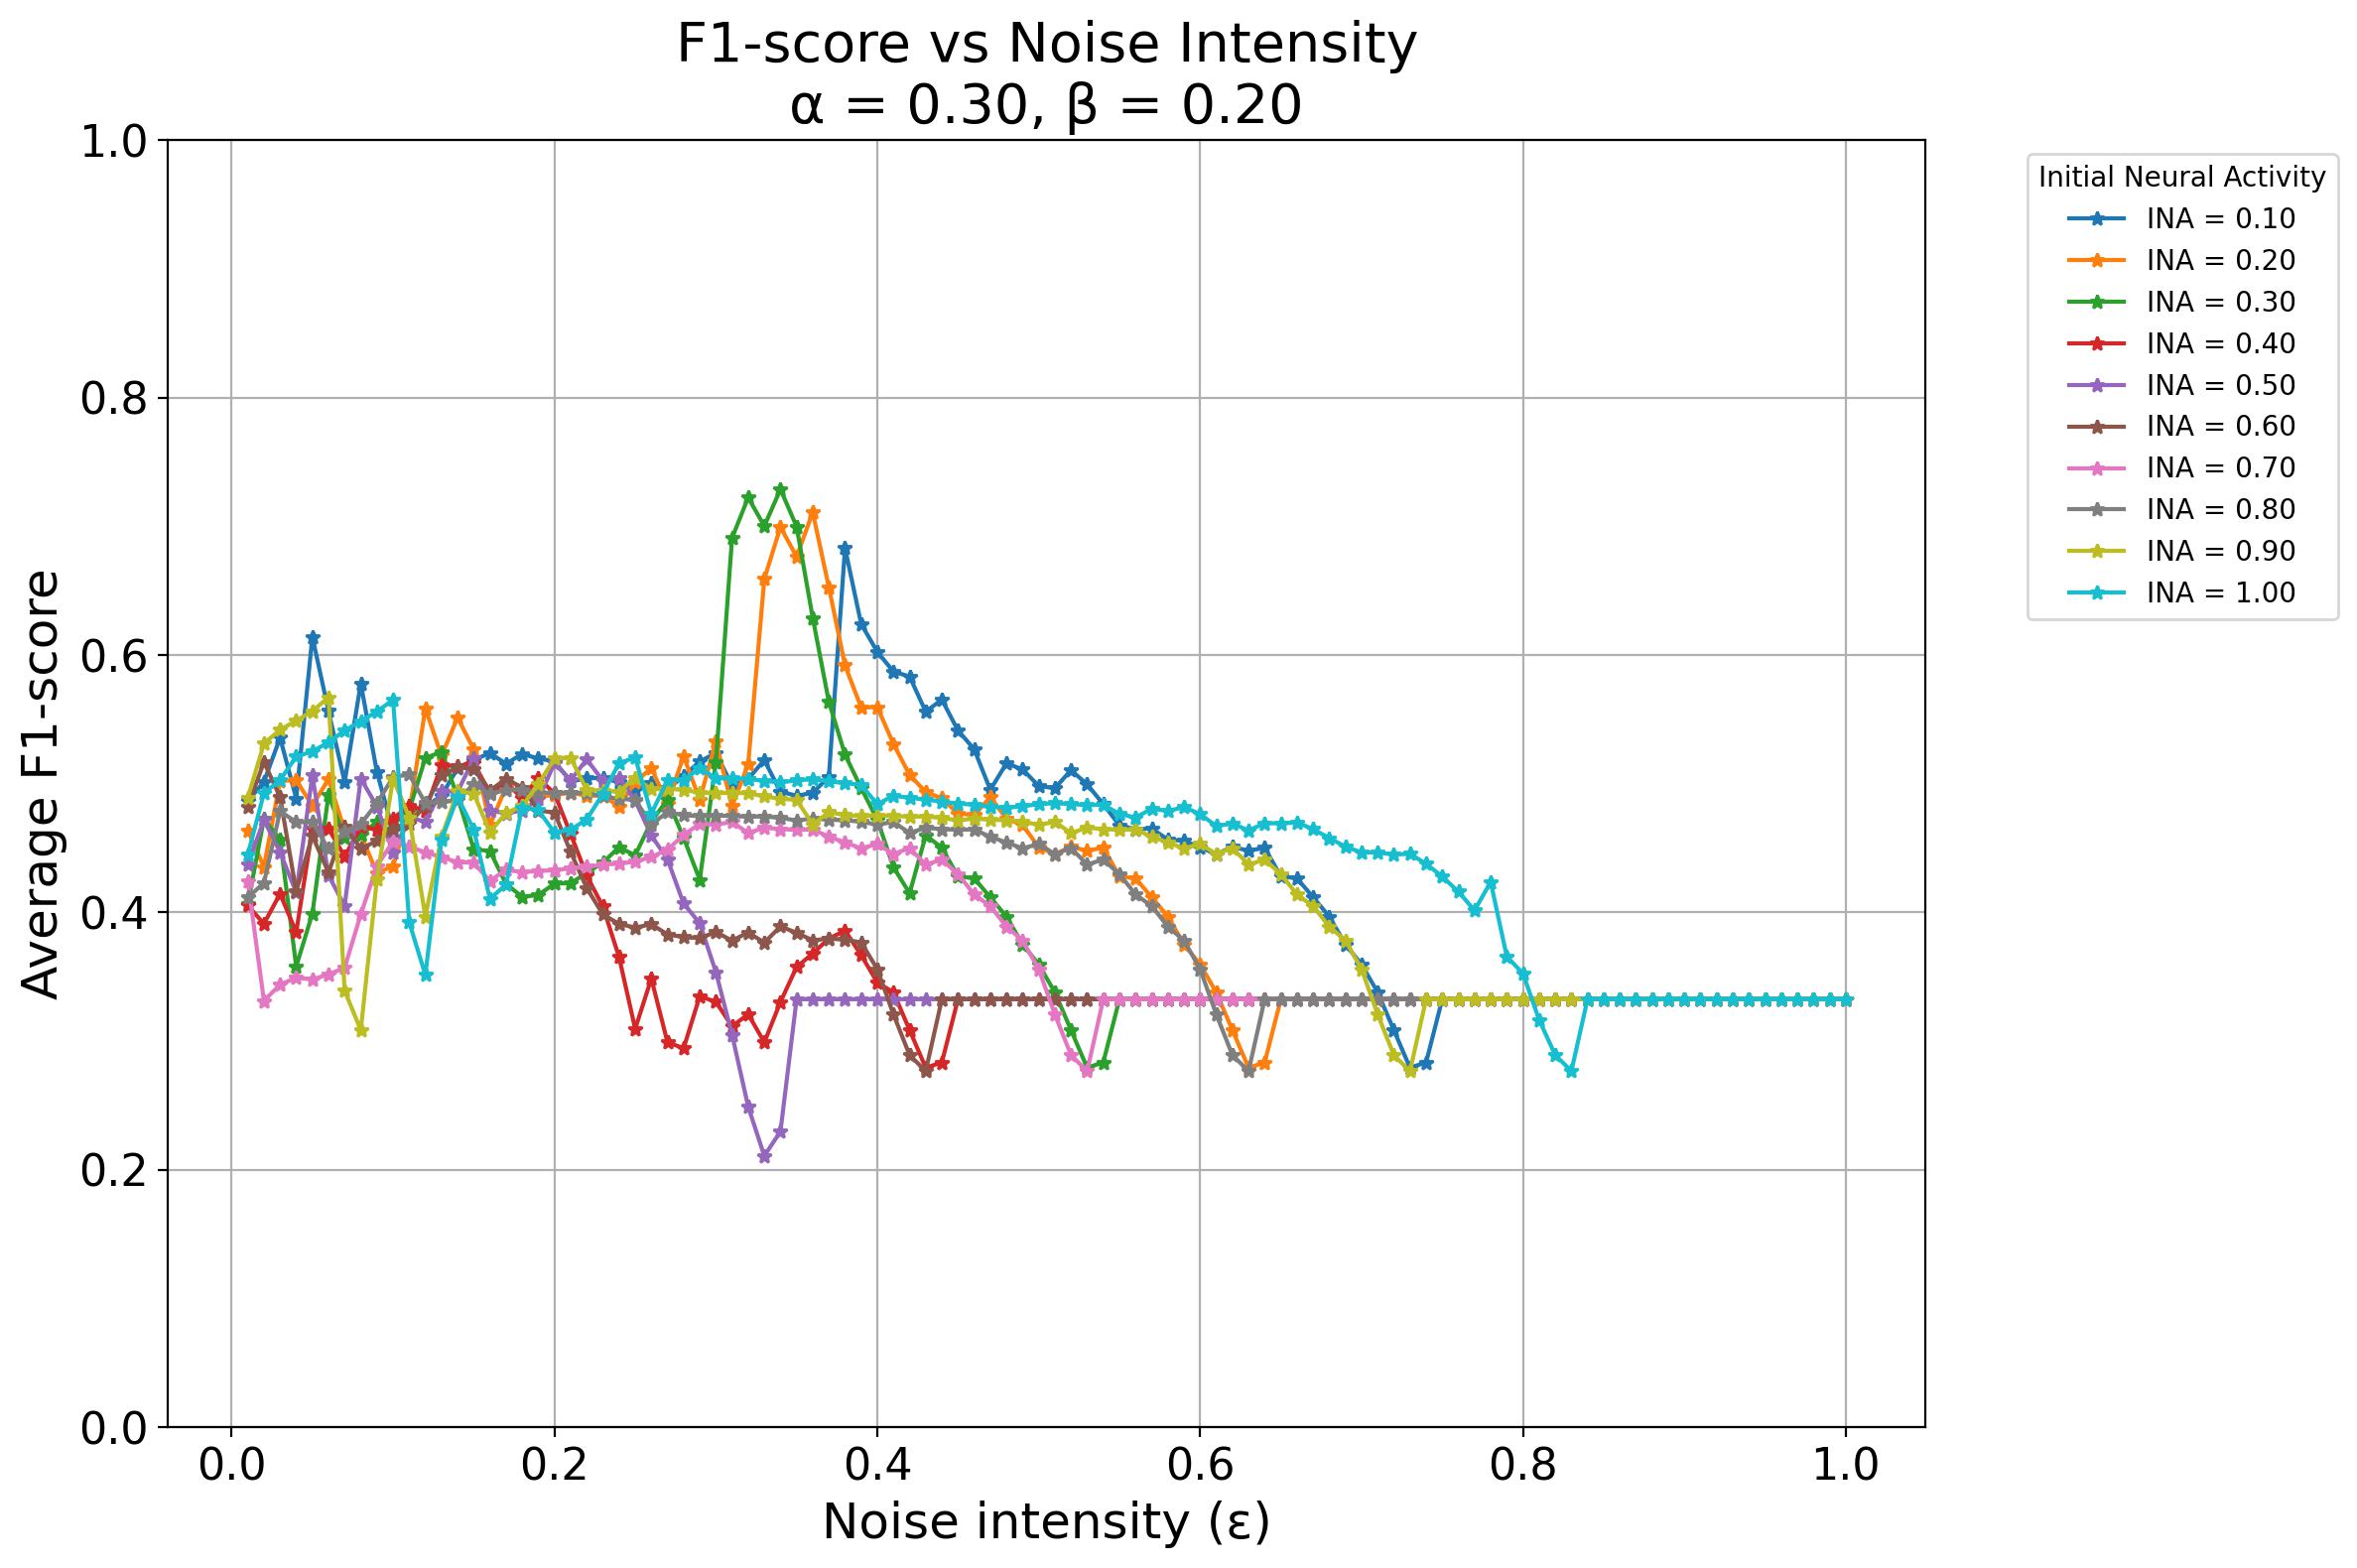 F1-score vs Noise Intensity
α = 0.30, β = 0.20
1.0
0.8
0.6
0.4
0.2
0.0
Average F1-score
0.0 0.2 0.4 0.6 0.8 1.0
Noise intensity (ε)
Initial Neural Activity
INA = 0.10
INA = 0.20
INA = 0.30
INA = 0.40
INA = 0.50
INA = 0.60
INA = 0.70
INA = 0.80
INA = 0.90
INA = 1.00